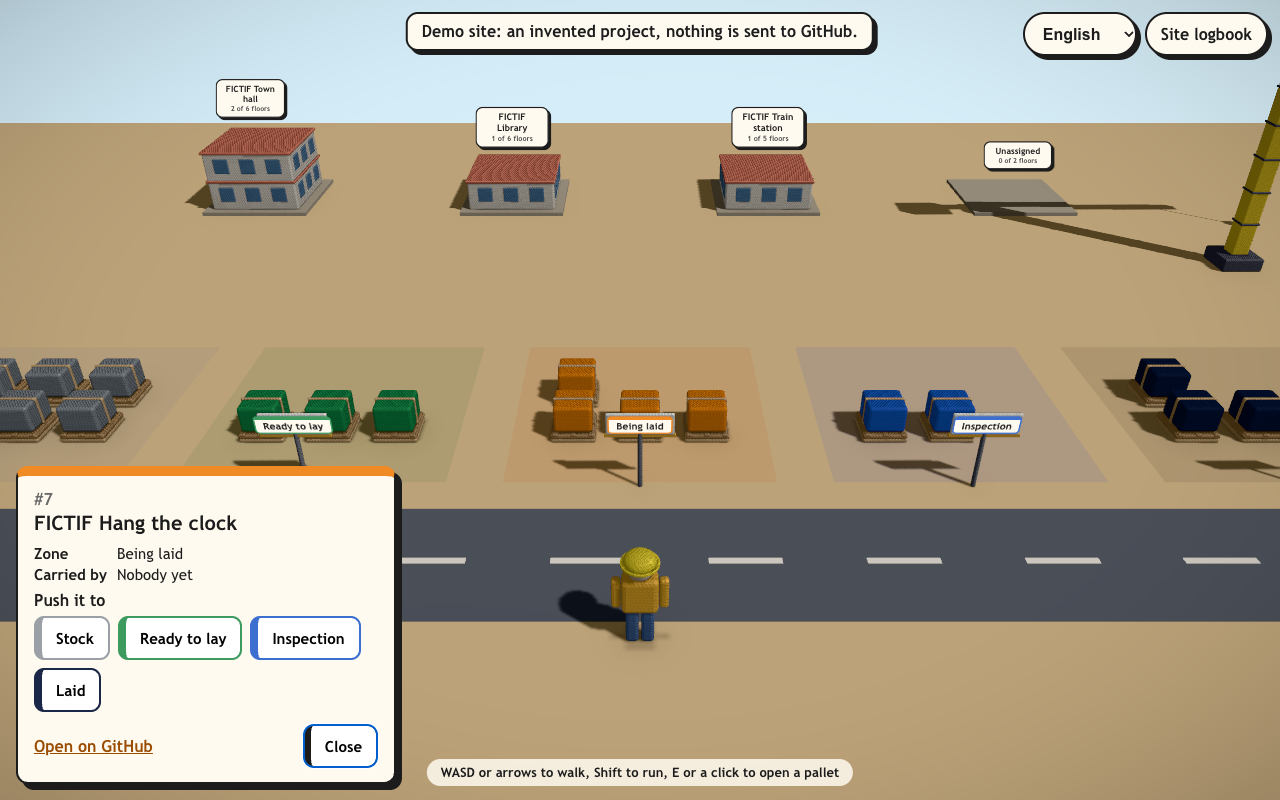 Demo site: an invented project, nothing is sent to GitHub.
English
Site logbook
FICTIF Town
hall
2 of 6 floors
FICTIF
Library
1 of 6 floors
FICTIF Train
station
1 of 5 floors
Unassigned
0 of 2 floors
Ready to lay
Being laid
Inspection
#7
FICTIF Hang the clock
Zone Being laid
Carried by Nobody yet
Push it to
Stock
Ready to lay
Inspection
Laid
Open on GitHub
Close
WASD or arrows to walk, Shift to run, E or a click to open a pallet